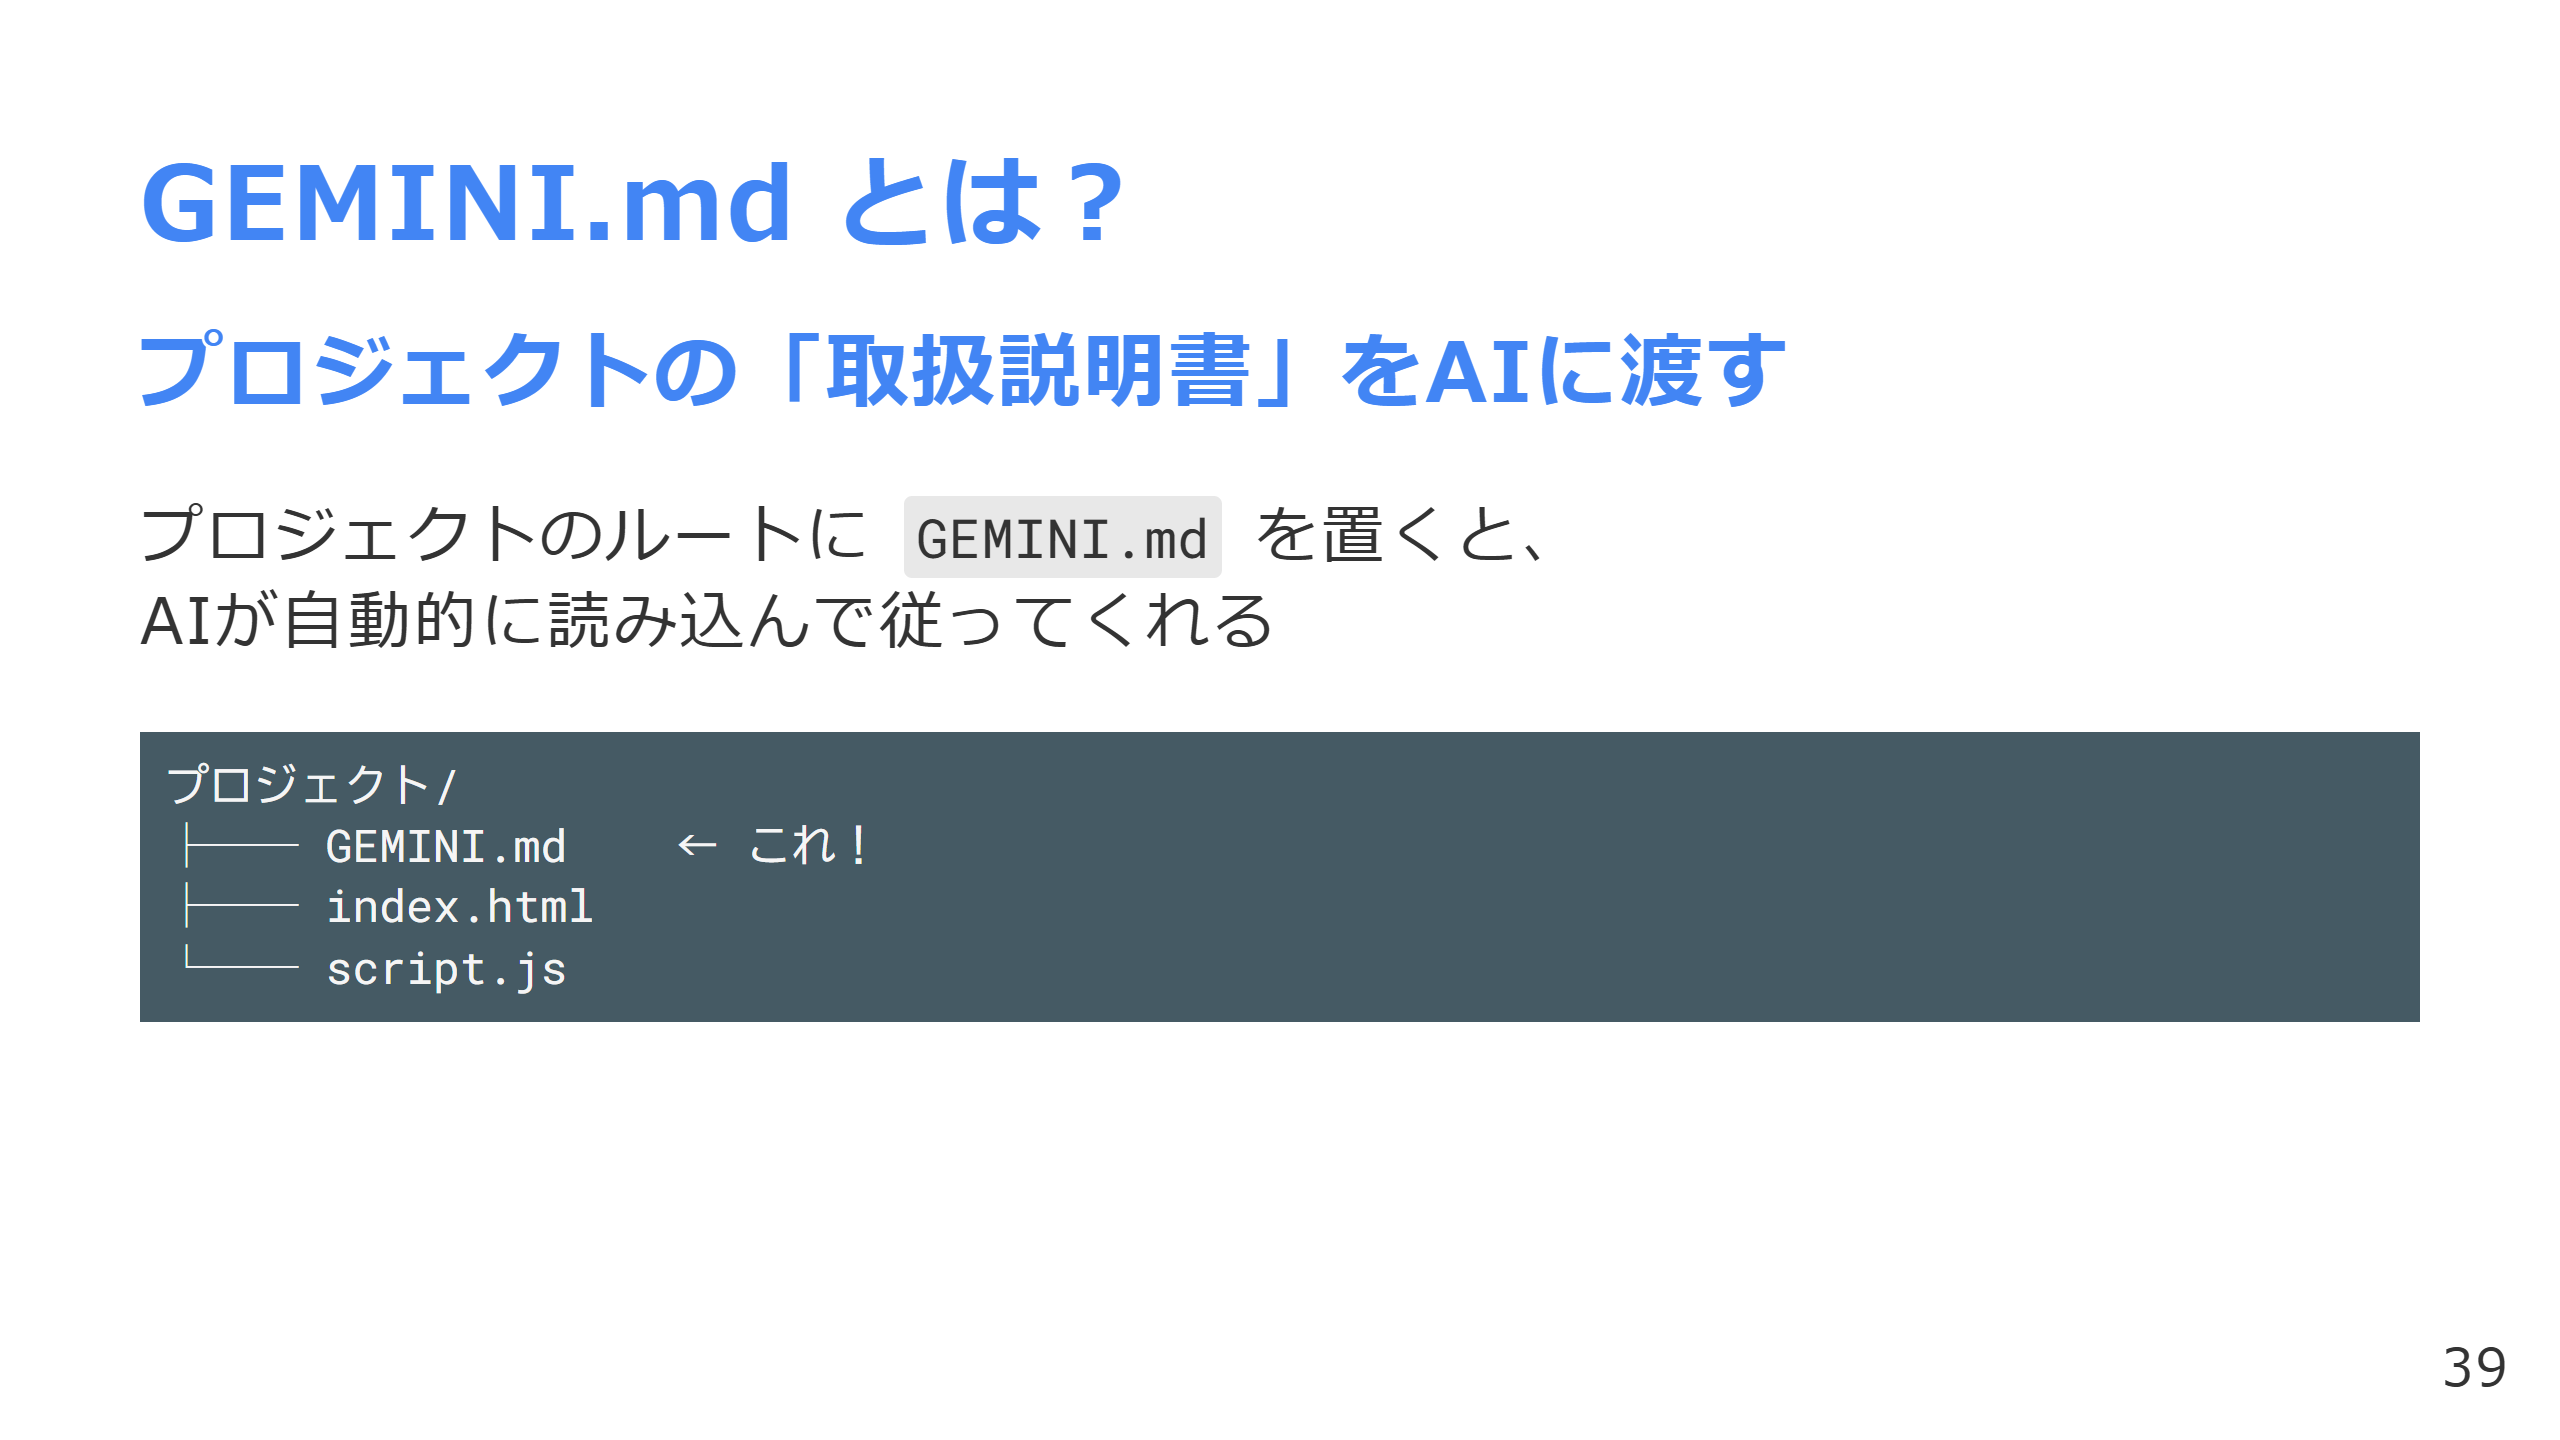 GEMINI.md とは？
プロジェクトの「取扱説明書」をAIに渡す
プロジェクトのルートに GEMINI.md を置くと、
AIが自動的に読み込んで従ってくれる
プロジェクト/
├── GEMINI.md    ← これ！
├── index.html
└── script.js
39